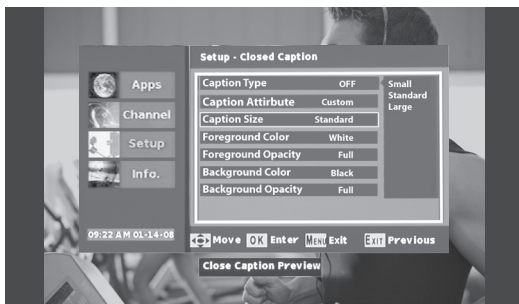 Setup - Closed Caption
Apps
Channel
Setup
Info.
Caption Type OFF
Caption Attirbute Custom
Caption Size Standard
Foreground Color White
Foreground Opacity Full
Background Color Black
Background Opacity Full
Small
Standard
Large
09:22 AM 01-14-08
Move OK Enter MENU Exit EXIT Previous
Close Caption Preview